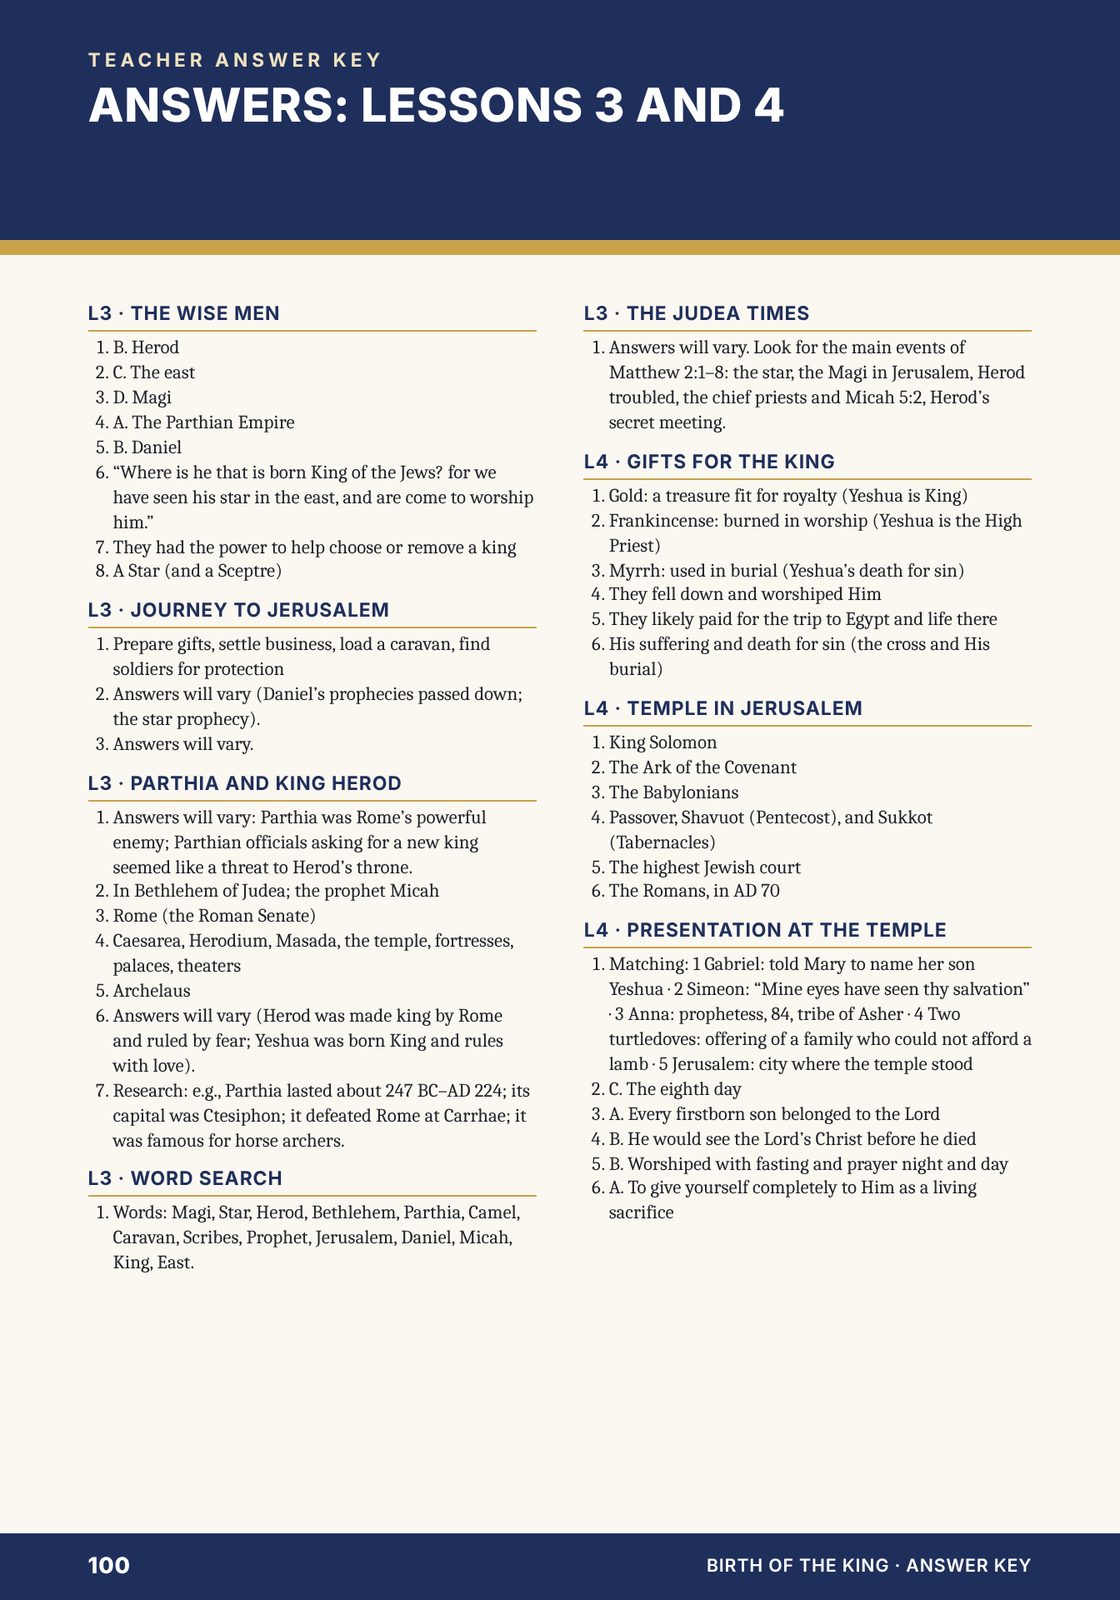 TEACHER ANSWER KEY
ANSWERS: LESSONS 3 AND 4
L3 · THE WISE MEN
1. B. Herod
2. C. The east
3. D. Magi
4. A. The Parthian Empire
5. B. Daniel
6. “Where is he that is born King of the Jews? for we
have seen his star in the east, and are come to worship
him.”
7. They had the power to help choose or remove a king
8. A Star (and a Sceptre)
L3 · JOURNEY TO JERUSALEM
1. Prepare gifts, settle business, load a caravan, find
soldiers for protection
2. Answers will vary (Daniel’s prophecies passed down;
the star prophecy).
3. Answers will vary.
L3 · PARTHIA AND KING HEROD
1. Answers will vary: Parthia was Rome’s powerful
enemy; Parthian officials asking for a new king
seemed like a threat to Herod’s throne.
2. In Bethlehem of Judea; the prophet Micah
3. Rome (the Roman Senate)
4. Caesarea, Herodium, Masada, the temple, fortresses,
palaces, theaters
5. Archelaus
6. Answers will vary (Herod was made king by Rome
and ruled by fear; Yeshua was born King and rules
with love).
7. Research: e.g., Parthia lasted about 247 BC–AD 224; its
capital was Ctesiphon; it defeated Rome at Carrhae; it
was famous for horse archers.
L3 · WORD SEARCH
1. Words: Magi, Star, Herod, Bethlehem, Parthia, Camel,
Caravan, Scribes, Prophet, Jerusalem, Daniel, Micah,
King, East.
L3 · THE JUDEA TIMES
1. Answers will vary. Look for the main events of
Matthew 2:1–8: the star, the Magi in Jerusalem, Herod
troubled, the chief priests and Micah 5:2, Herod’s
secret meeting.
L4 · GIFTS FOR THE KING
1. Gold: a treasure fit for royalty (Yeshua is King)
2. Frankincense: burned in worship (Yeshua is the High
Priest)
3. Myrrh: used in burial (Yeshua’s death for sin)
4. They fell down and worshiped Him
5. They likely paid for the trip to Egypt and life there
6. His suffering and death for sin (the cross and His
burial)
L4 · TEMPLE IN JERUSALEM
1. King Solomon
2. The Ark of the Covenant
3. The Babylonians
4. Passover, Shavuot (Pentecost), and Sukkot
(Tabernacles)
5. The highest Jewish court
6. The Romans, in AD 70
L4 · PRESENTATION AT THE TEMPLE
1. Matching: 1 Gabriel: told Mary to name her son
Yeshua · 2 Simeon: “Mine eyes have seen thy salvation”
· 3 Anna: prophetess, 84, tribe of Asher · 4 Two
turtledoves: offering of a family who could not afford a
lamb · 5 Jerusalem: city where the temple stood
2. C. The eighth day
3. A. Every firstborn son belonged to the Lord
4. B. He would see the Lord’s Christ before he died
5. B. Worshiped with fasting and prayer night and day
6. A. To give yourself completely to Him as a living
sacrifice
100
BIRTH OF THE KING · ANSWER KEY